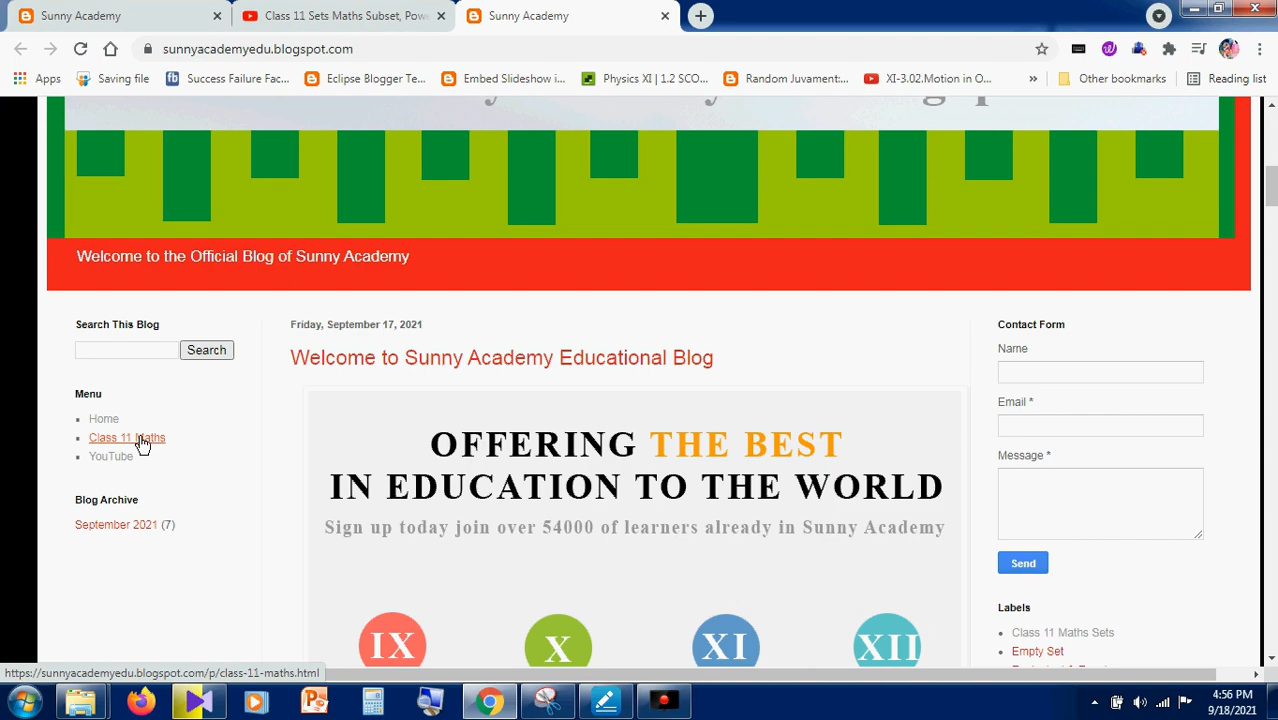 Sunny Academy
Class 11 Sets Maths Subset, Powe
Sunny Academy
sunnyacademyedu.blogspot.com
Apps
Saving file
Success Failure Fac...
Eclipse Blogger Te...
Embed Slideshow i...
Physics XI | 1.2 SCO...
Random Juvament:...
XI-3.02.Motion in O...
»
Other bookmarks
Reading list
Welcome to the Official Blog of Sunny Academy
Search This Blog
Search
Menu
Home
Class 11 Maths
YouTube
Blog Archive
September 2021 (7)
Friday, September 17, 2021
Welcome to Sunny Academy Educational Blog
OFFERING THE BEST
IN EDUCATION TO THE WORLD
Sign up today join over 54000 of learners already in Sunny Academy
IX
X
XI
XII
Contact Form
Name
Email *
Message *
Send
Labels
Class 11 Maths Sets
Empty Set
https://sunnyacademyedu.blogspot.com/p/class-11-maths.html
4:56 PM
9/18/2021